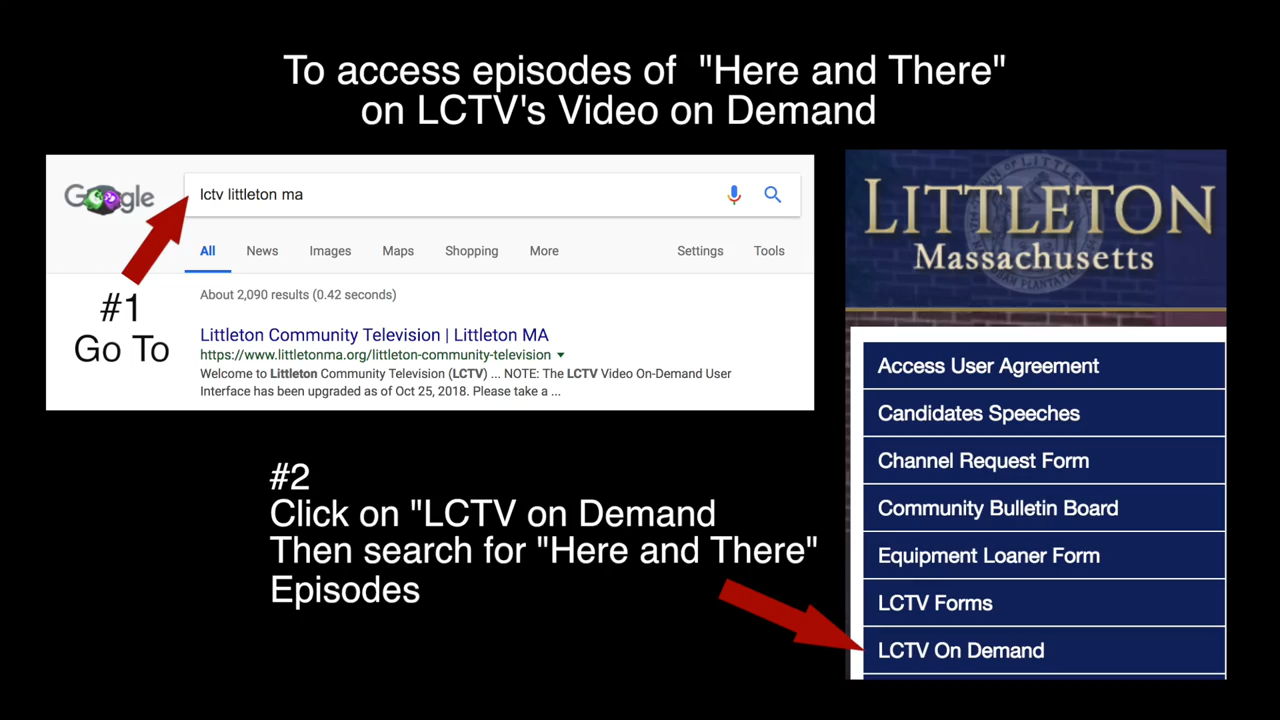 To access episodes of "Here and There"
on LCTV's Video on Demand
Google
lctv littleton ma
All News Images Maps Shopping More Settings Tools
About 2,090 results (0.42 seconds)
Littleton Community Television | Littleton MA
https://www.littletonma.org/littleton-community-television
Welcome to Littleton Community Television (LCTV) ... NOTE: The LCTV Video On-Demand User
Interface has been upgraded as of Oct 25, 2018. Please take a ...
#1
Go To
#2
Click on "LCTV on Demand
Then search for "Here and There"
Episodes
LITTLETON
Massachusetts
Access User Agreement
Candidates Speeches
Channel Request Form
Community Bulletin Board
Equipment Loaner Form
LCTV Forms
LCTV On Demand